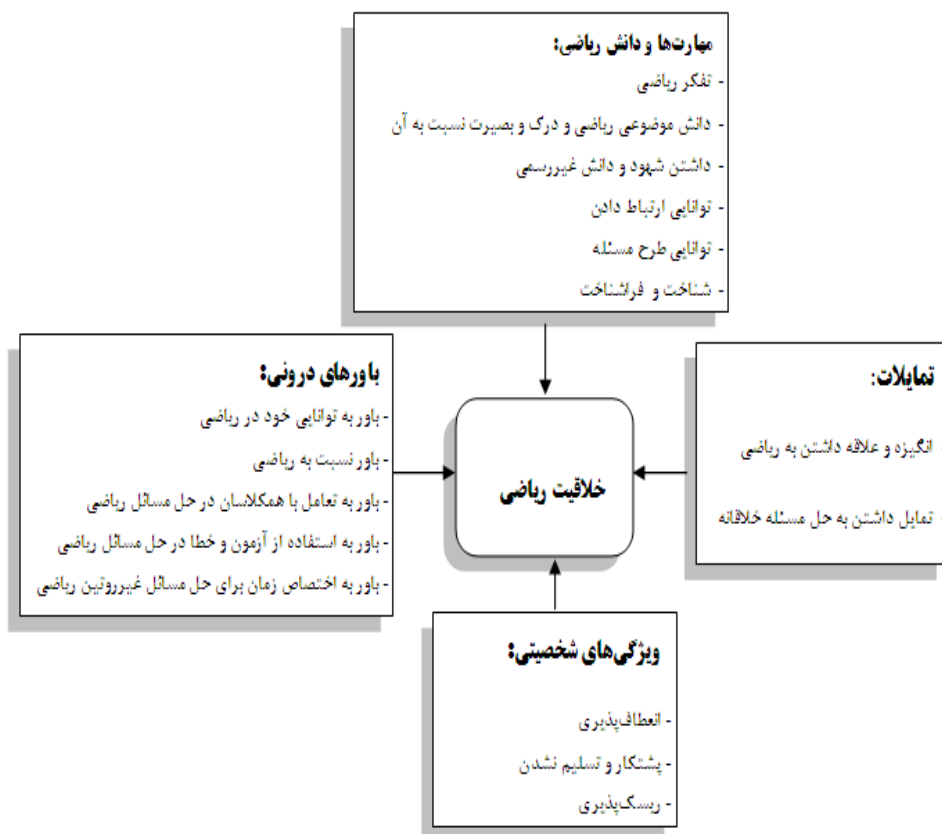 مهارت‌ها و دانش ریاضی:
- تفکر ریاضی
- دانش موضوعی ریاضی و درک و بصیرت نسبت به آن
- داشتن شهود و دانش غیررسمی
- توانایی ارتباط دادن
- توانایی طرح مسئله
- شناخت و فراشناخت
تمایلات:
- انگیزه و علاقه داشتن به ریاضی
- تمایل داشتن به حل مسئله خلاقانه
خلاقیت ریاضی
باورهای درونی:
- باور به توانایی خود در ریاضی
- باور نسبت به ریاضی
- باور به تعامل با همکلاسان در حل مسائل ریاضی
- باور به استفاده از آزمون و خطا در حل مسائل ریاضی
- باور به اختصاص زمان برای حل مسائل غیرروتین ریاضی
ویژگی‌های شخصیتی:
- انعطاف‌پذیری
- پشتکار و تسلیم نشدن
- ریسک‌پذیری